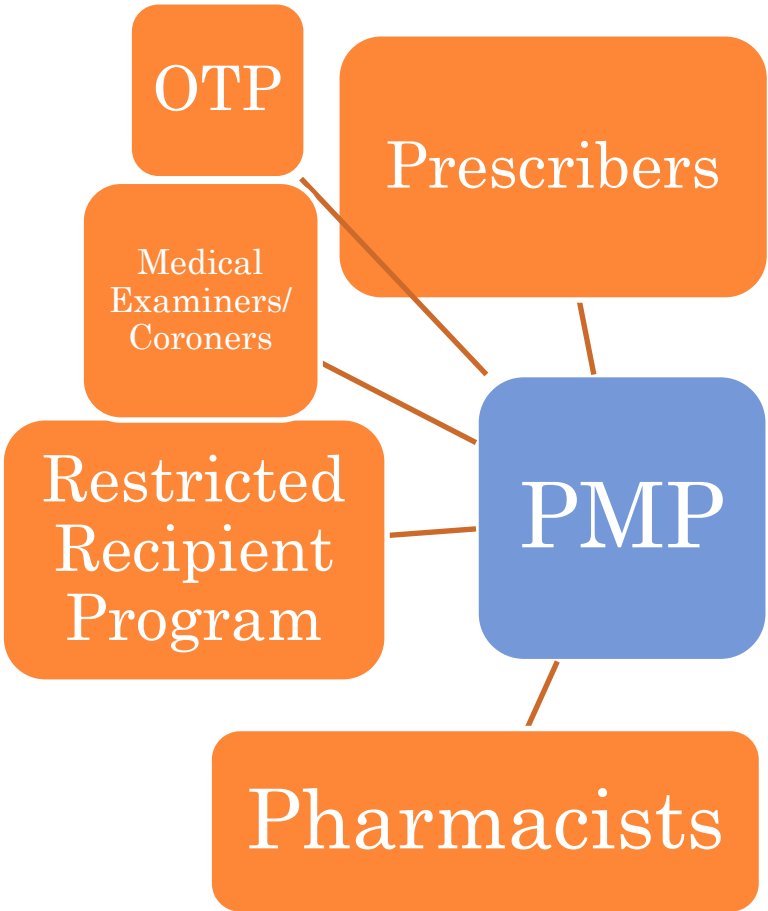 OTP
Prescribers
Medical
Examiners/
Coroners
Restricted
Recipient
Program
PMP
Pharmacists